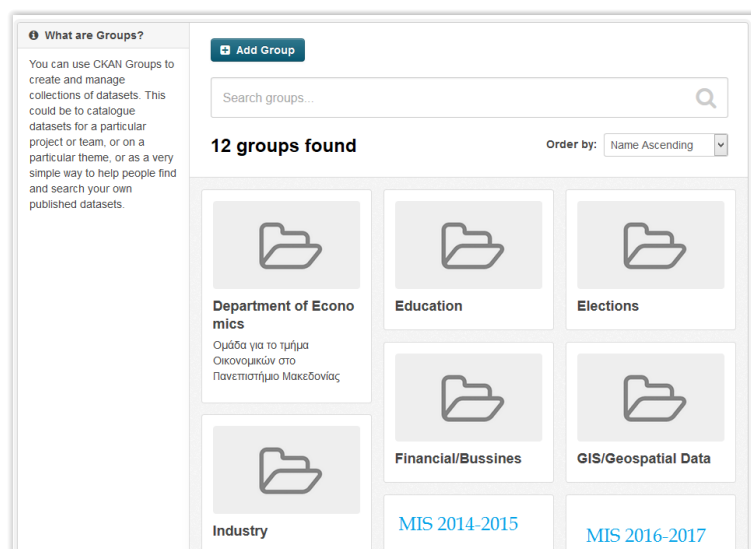 What are Groups?
You can use CKAN Groups to
create and manage
collections of datasets. This
could be to catalogue
datasets for a particular
project or team, or on a
particular theme, or as a very
simple way to help people find
and search your own
published datasets.
Add Group
Search groups...
12 groups found
Order by: Name Ascending
Department of Econo
mics
Ομάδα για το τμήμα
Οικονομικών στο
Πανεπιστήμιο Μακεδονίας
Education
Elections
Financial/Bussines
GIS/Geospatial Data
Industry
MIS 2014-2015
MIS 2016-2017